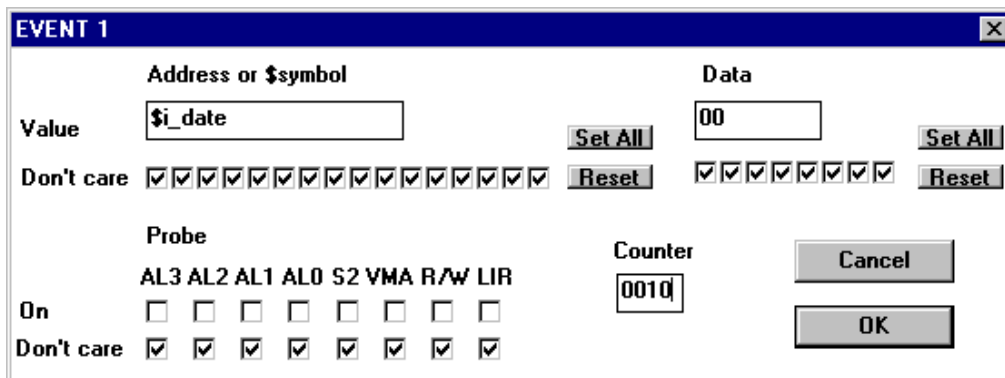 EVENT 1
Address or $symbol Data
Value $i_date Set All 00 Set All
Don't care Reset Reset
Probe
AL3 AL2 AL1 AL0 S2 VMA R/W LIR Counter Cancel
On 0010 OK
Don't care